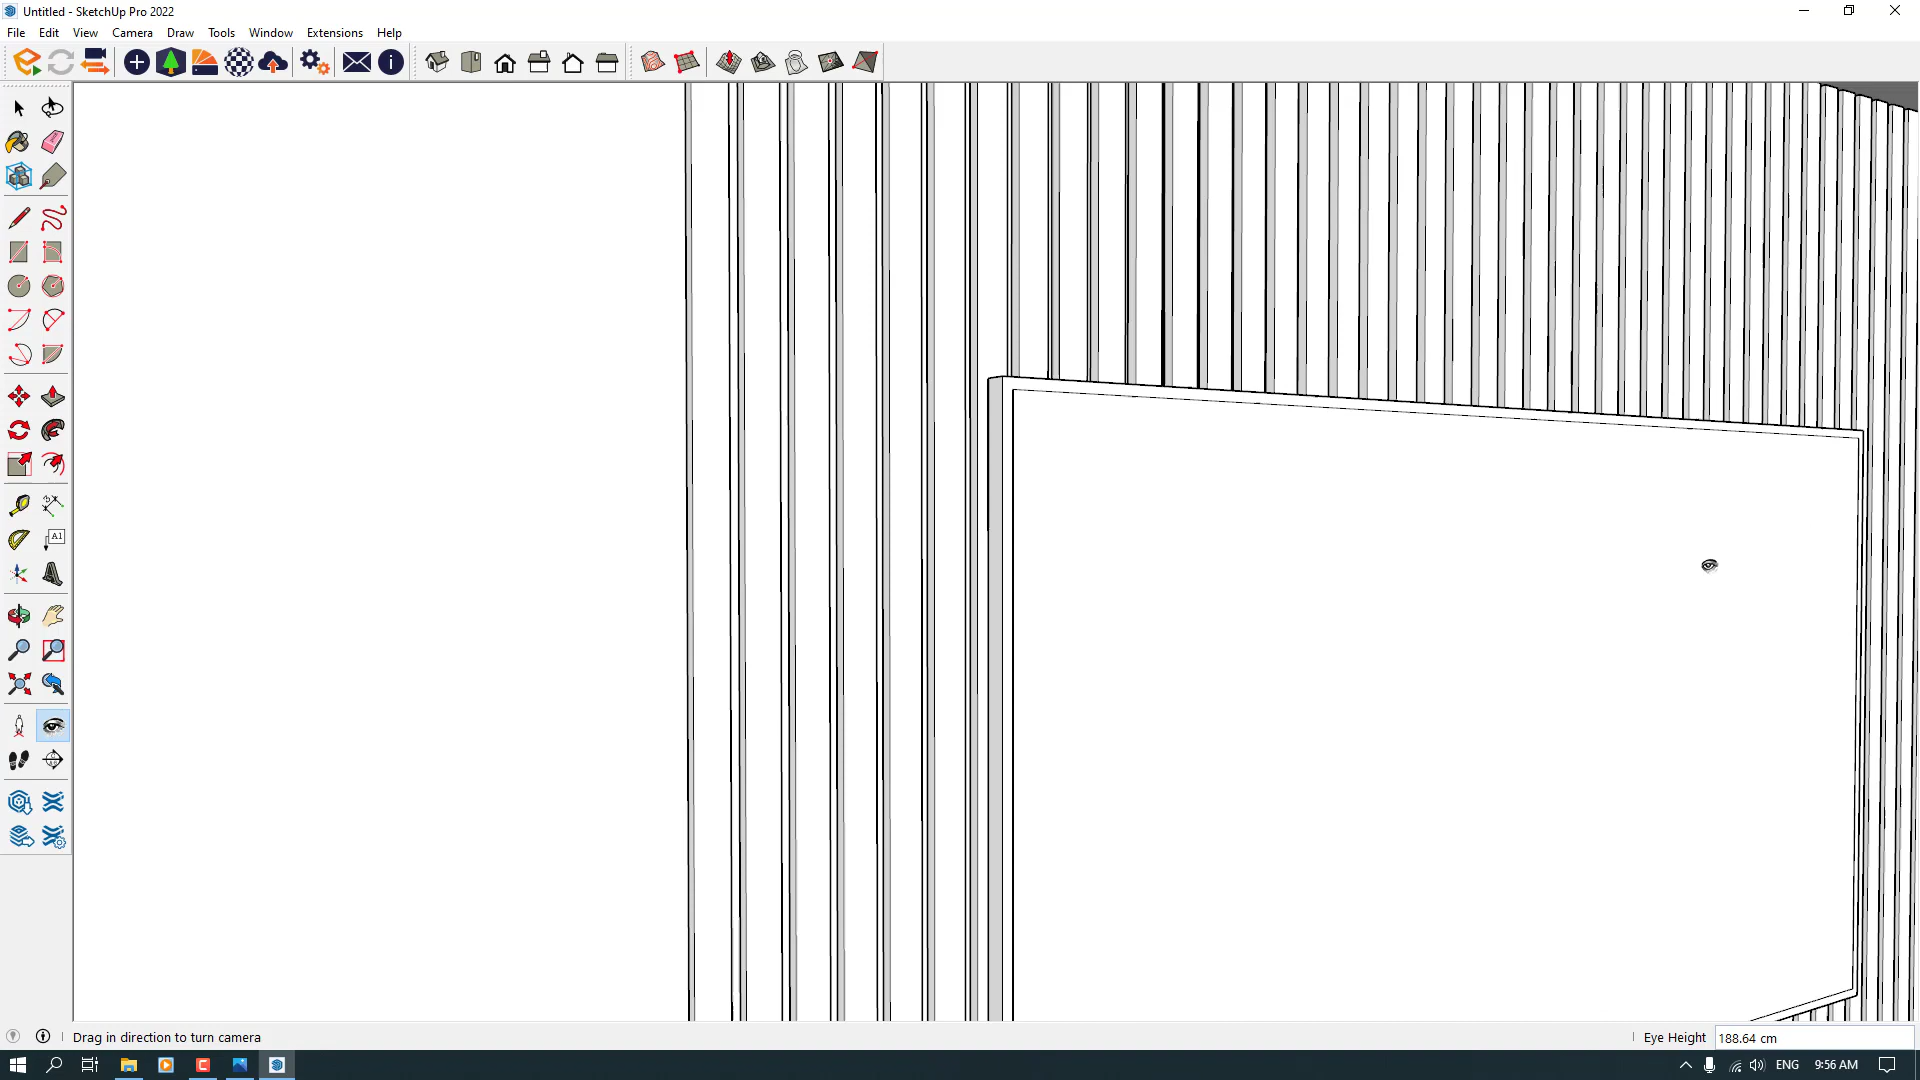 Untitled - SketchUp Pro 2022
File Edit View Camera Draw Tools Window Extensions Help
A1
Drag in direction to turn camera
Eye Height 188.64 cm
ENG 9:56 AM